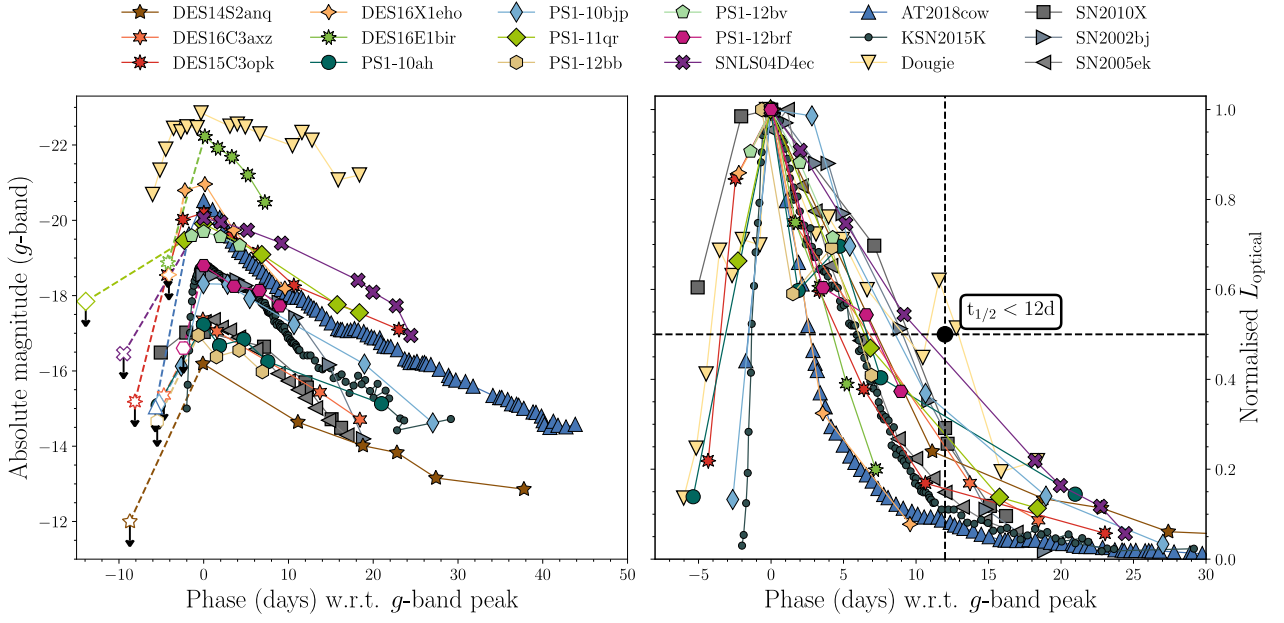 DES14S2anq DES16X1eho PS1-10bjp PS1-12bv AT2018cow SN2010X
DES16C3axz DES16E1bir PS1-11qr PS1-12brf KSN2015K SN2002bj
DES15C3opk PS1-10ah PS1-12bb SNLS04D4ec Dougie SN2005ek
Absolute magnitude (g-band)
−22
−20
−18
−16
−14
−12
−10 0 10 20 30 40 50
Phase (days) w.r.t. g-band peak
t1/2 < 12d
1.0
0.8
0.6
0.4
0.2
0.0
Normalised Loptical
−5 0 5 10 15 20 25 30
Phase (days) w.r.t. g-band peak